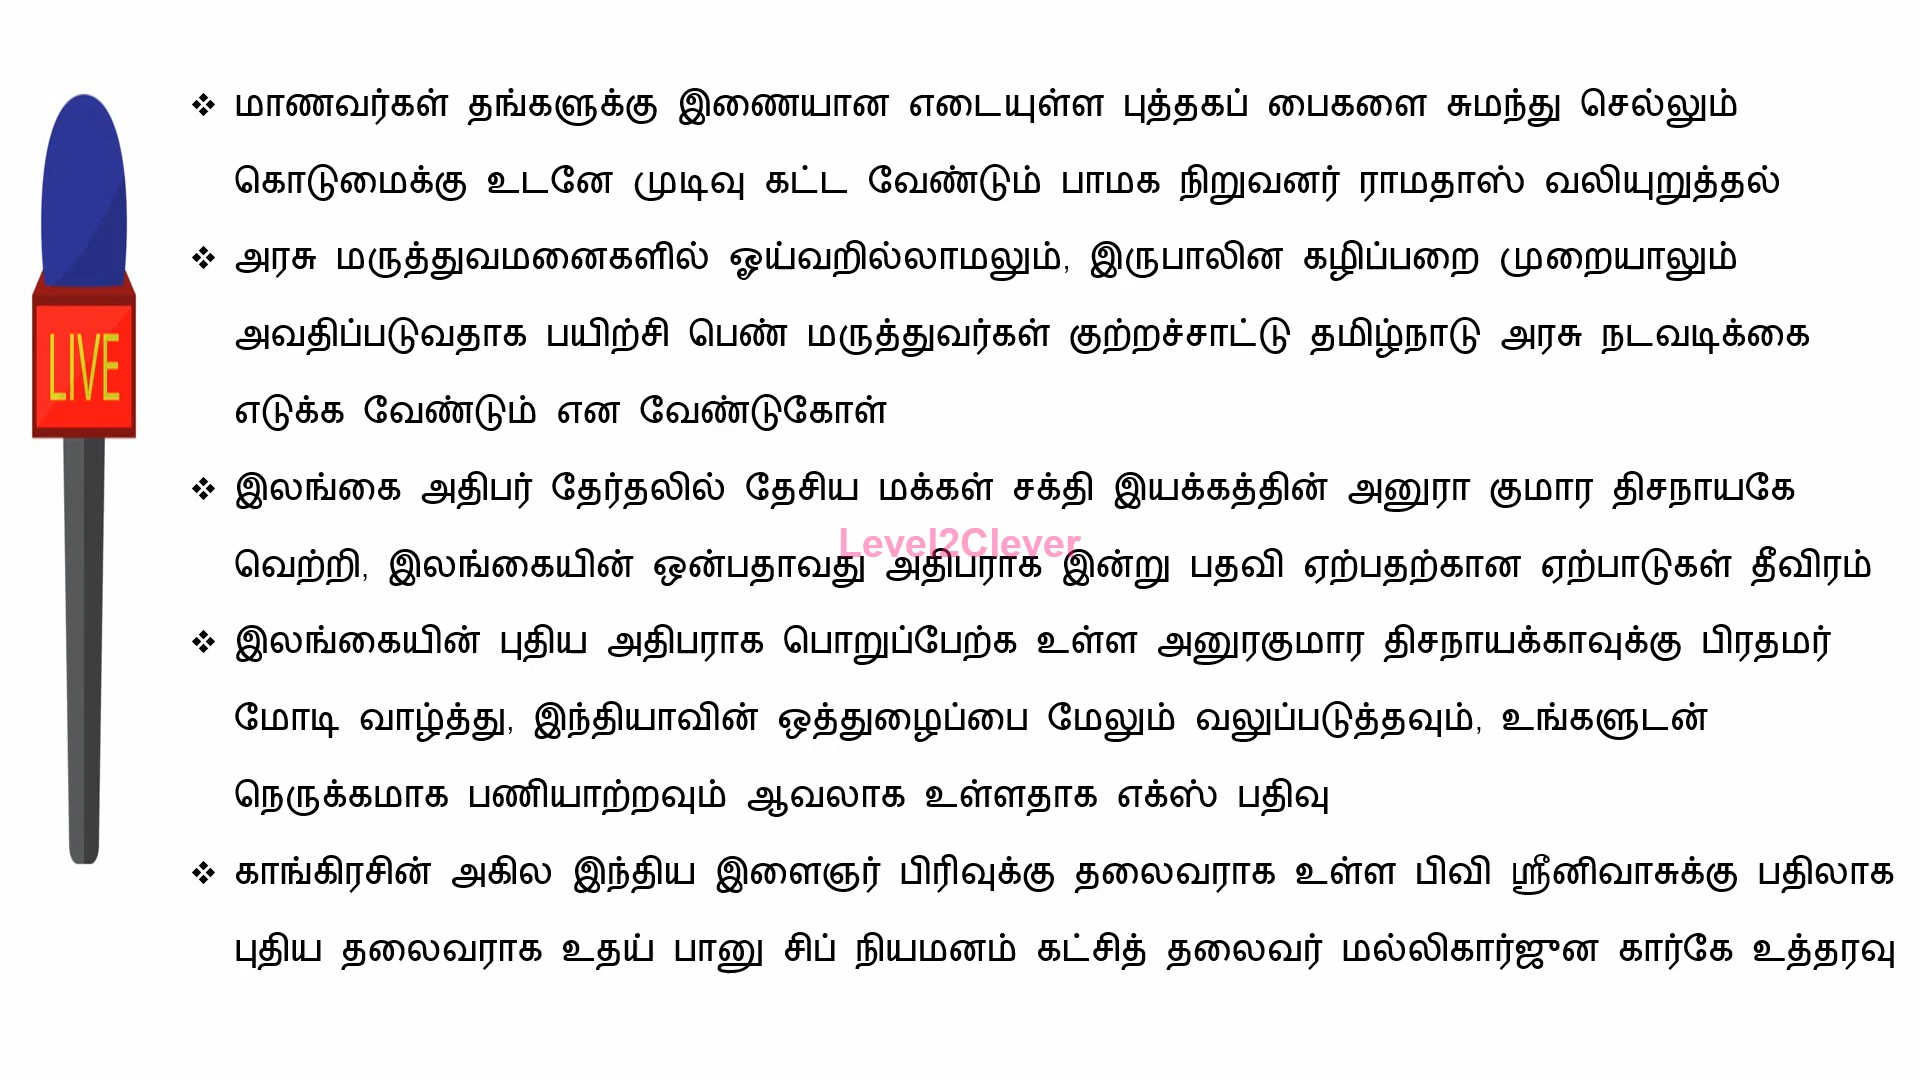 ❖ மாணவர்கள் தங்களுக்கு இணையான எடையுள்ள புத்தகப் பைகளை சுமந்து செல்லும்
கொடுமைக்கு உடனே முடிவு கட்ட வேண்டும் பாமக நிறுவனர் ராமதாஸ் வலியுறுத்தல்
❖ அரசு மருத்துவமனைகளில் ஓய்வறில்லாமலும், இருபாலின கழிப்பறை முறையாலும்
அவதிப்படுவதாக பயிற்சி பெண் மருத்துவர்கள் குற்றச்சாட்டு தமிழ்நாடு அரசு நடவடிக்கை
எடுக்க வேண்டும் என வேண்டுகோள்
LIVE
❖ இலங்கை அதிபர் தேர்தலில் தேசிய மக்கள் சக்தி இயக்கத்தின் அனுரா குமார திசநாயகே
Level2Clever
வெற்றி, இலங்கையின் ஒன்பதாவது அதிபராக இன்று பதவி ஏற்பதற்கான ஏற்பாடுகள் தீவிரம்
❖ இலங்கையின் புதிய அதிபராக பொறுப்பேற்க உள்ள அனுரகுமார திசநாயக்காவுக்கு பிரதமர்
மோடி வாழ்த்து, இந்தியாவின் ஒத்துழைப்பை மேலும் வலுப்படுத்தவும், உங்களுடன்
நெருக்கமாக பணியாற்றவும் ஆவலாக உள்ளதாக எக்ஸ் பதிவு
❖ காங்கிரசின் அகில இந்திய இளைஞர் பிரிவுக்கு தலைவராக உள்ள பிவி ஸ்ரீனிவாசுக்கு பதிலாக
புதிய தலைவராக உதய் பானு சிப் நியமனம் கட்சித் தலைவர் மல்லிகார்ஜுன கார்கே உத்தரவு